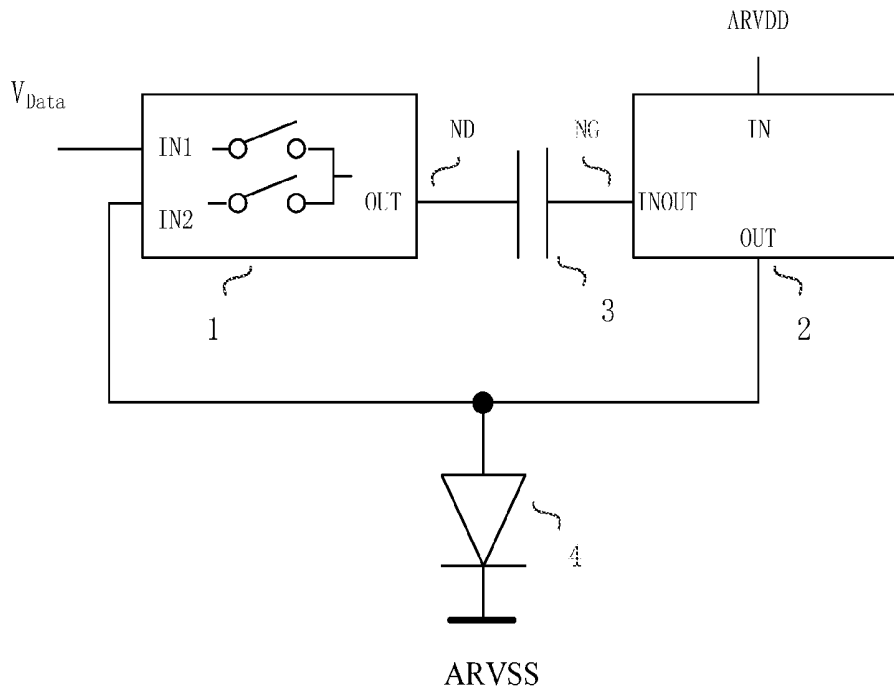 ARVDD
V_Data
IN1
IN2
OUT
ND
NG
INOUT
IN
OUT
1
3
2
4
ARVSS